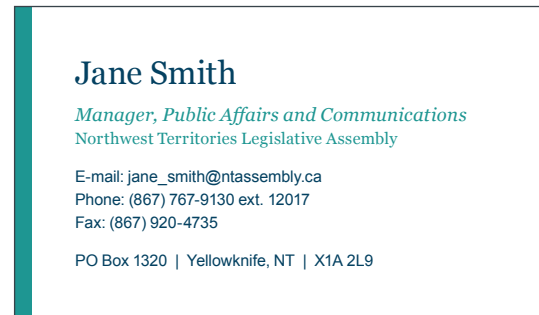 Jane Smith
Manager, Public Affairs and Communications
Northwest Territories Legislative Assembly
E-mail: jane_smith@ntassembly.ca
Phone: (867) 767-9130 ext. 12017
Fax: (867) 920-4735
PO Box 1320 | Yellowknife, NT | X1A 2L9